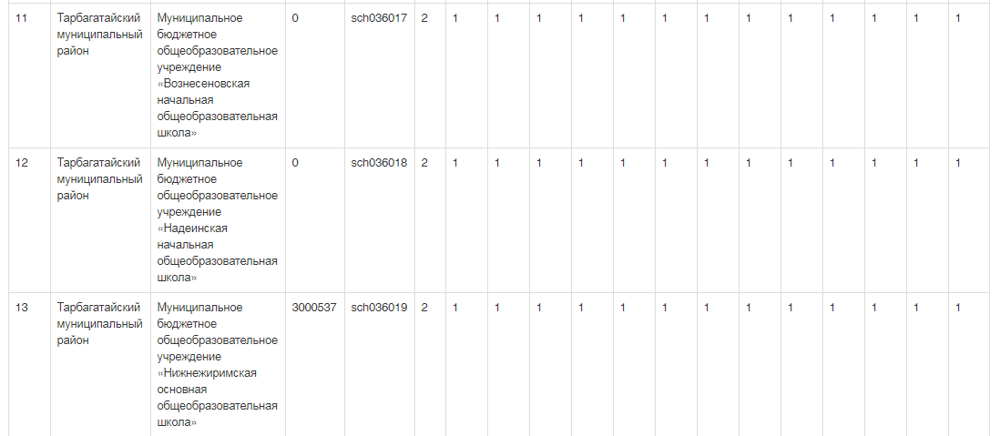 11 Тарбагатайский Муниципальное 0 sch036017 2 1 1 1 1 1 1 1 1 1 1 1 1 1
муниципальный бюджетное
район общеобразовательное
учреждение
«Вознесеновская
начальная
общеобразовательная
школа»
12 Тарбагатайский Муниципальное 0 sch036018 2 1 1 1 1 1 1 1 1 1 1 1 1 1
муниципальный бюджетное
район общеобразовательное
учреждение
«Надеинская
начальная
общеобразовательная
школа»
13 Тарбагатайский Муниципальное 3000537 sch036019 2 1 1 1 1 1 1 1 1 1 1 1 1 1
муниципальный бюджетное
район общеобразовательное
учреждение
«Нижнежиримская
основная
общеобразовательная
школа»